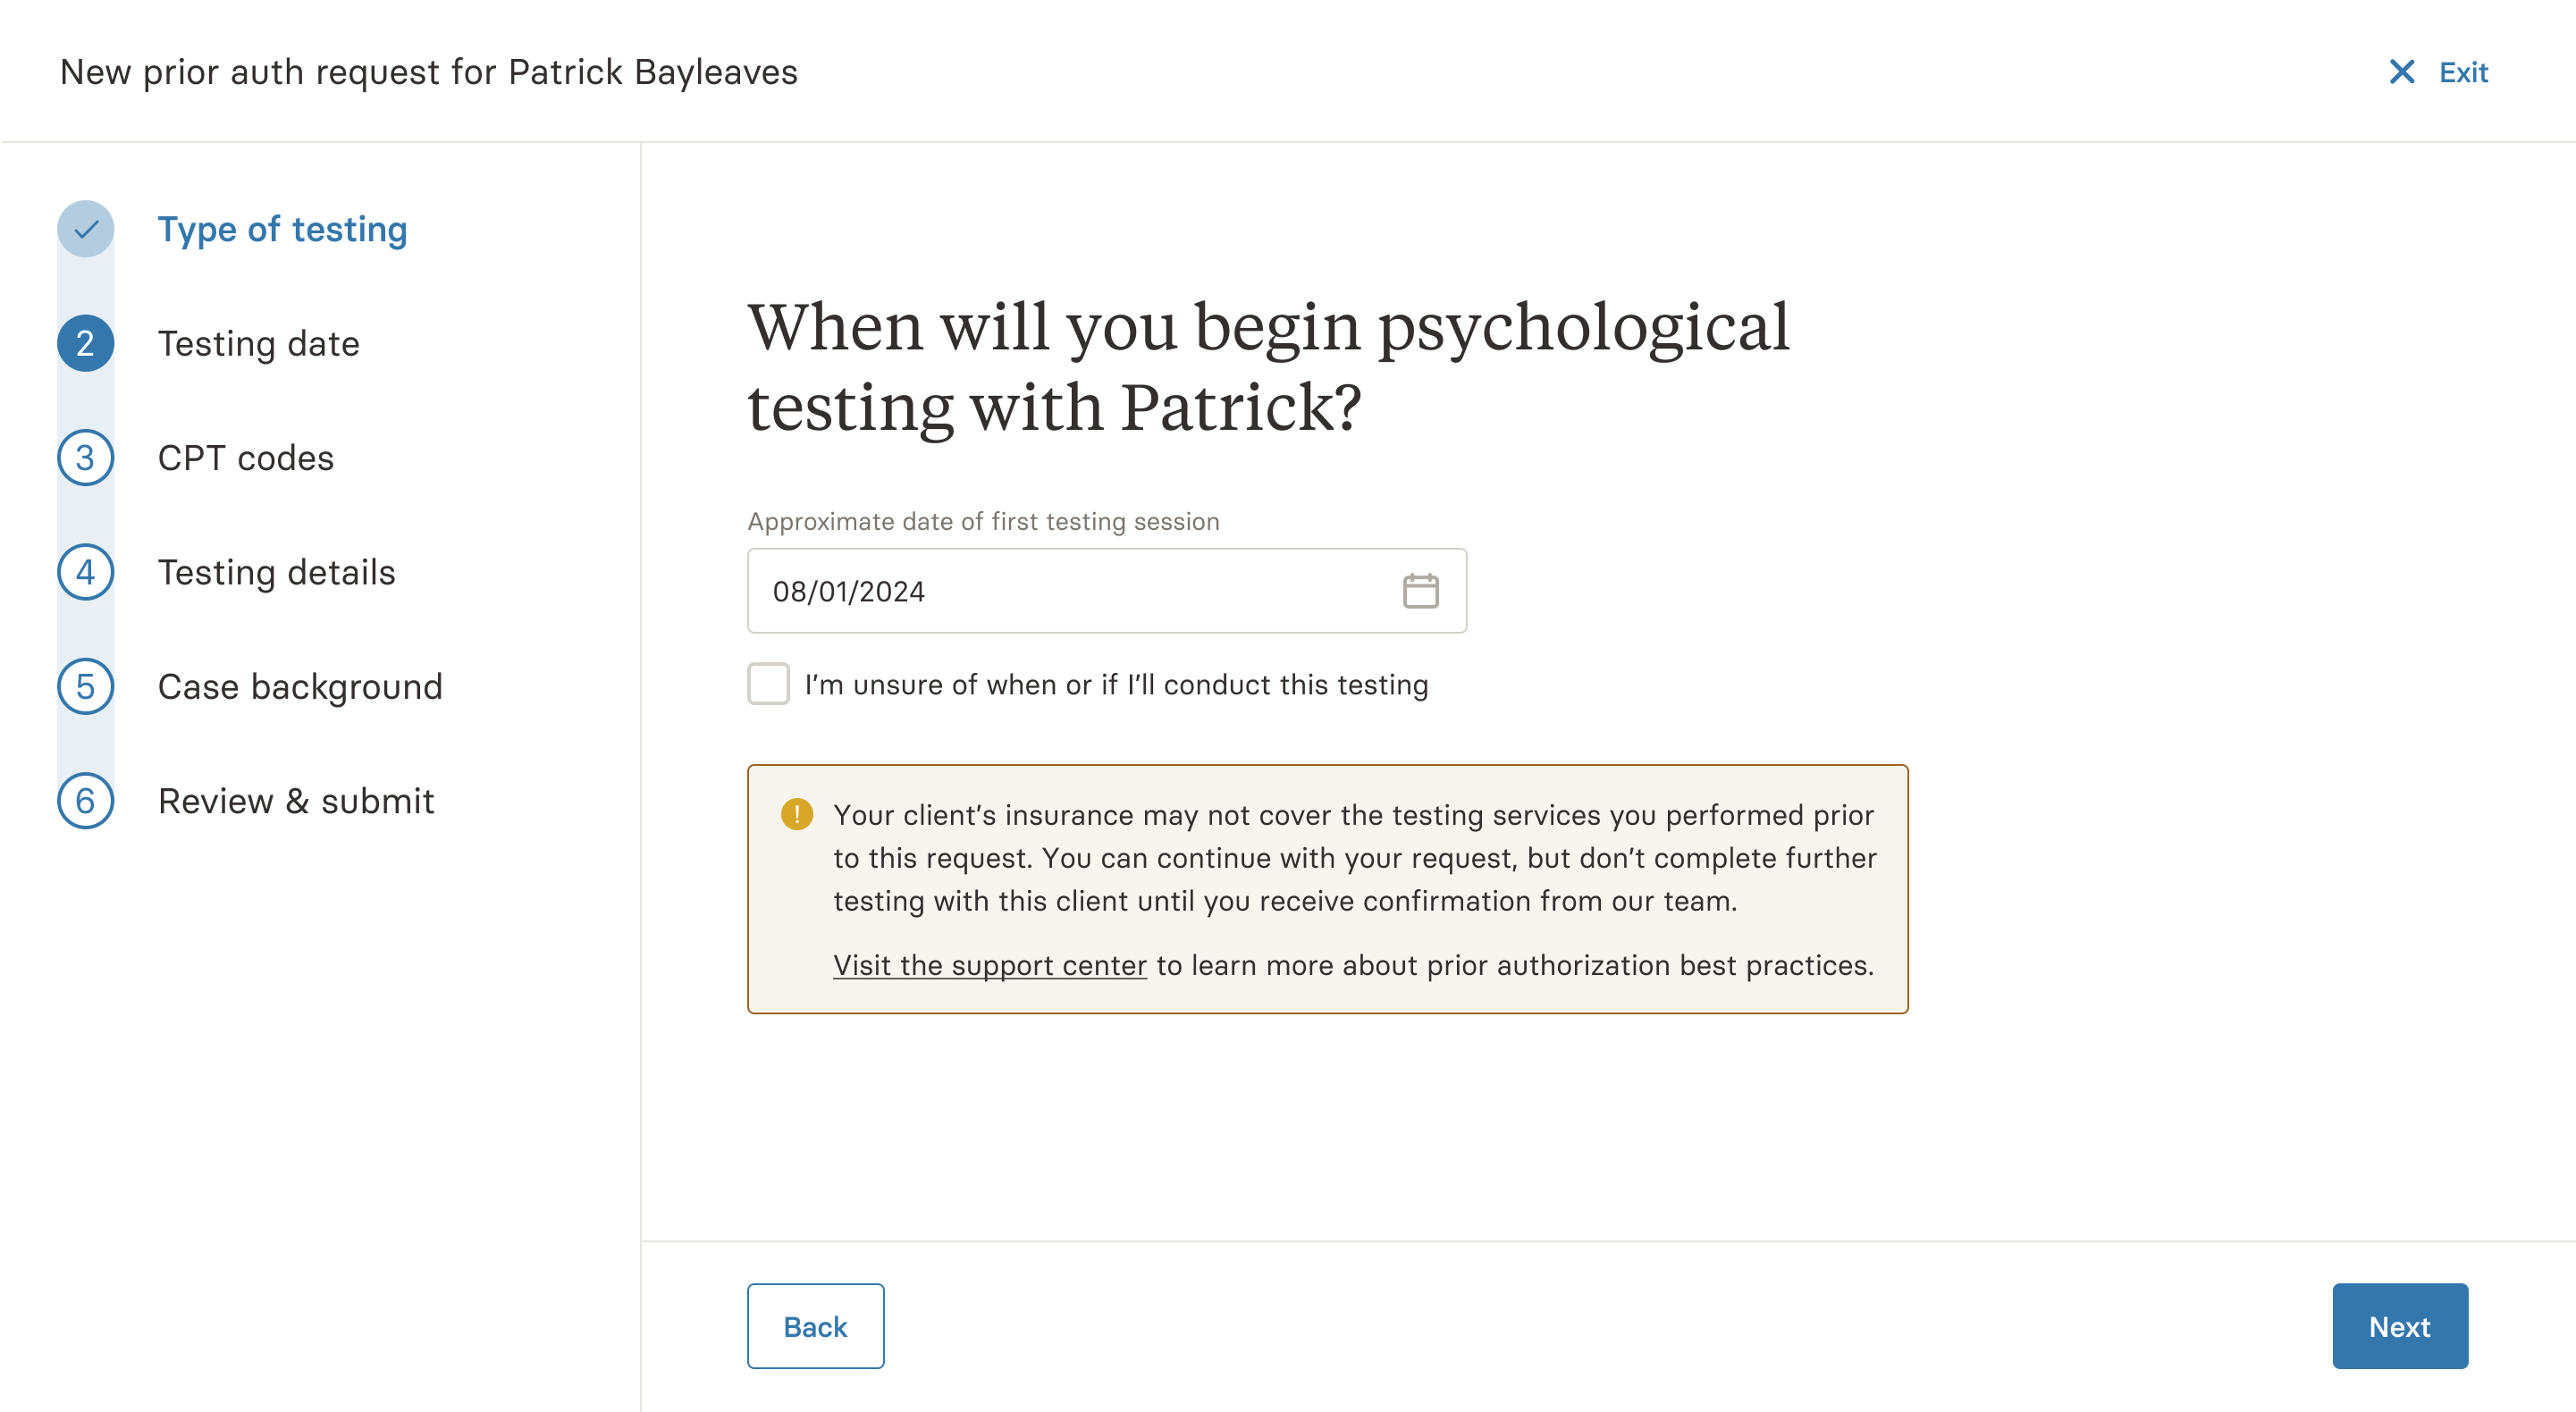 New prior auth request for Patrick Bayleaves
Exit
Type of testing
2 Testing date
3 CPT codes
4 Testing details
5 Case background
6 Review & submit
When will you begin psychological
testing with Patrick?
Approximate date of first testing session
08/01/2024
I’m unsure of when or if I’ll conduct this testing
! Your client’s insurance may not cover the testing services you performed prior
to this request. You can continue with your request, but don’t complete further
testing with this client until you receive confirmation from our team.
Visit the support center to learn more about prior authorization best practices.
Back
Next